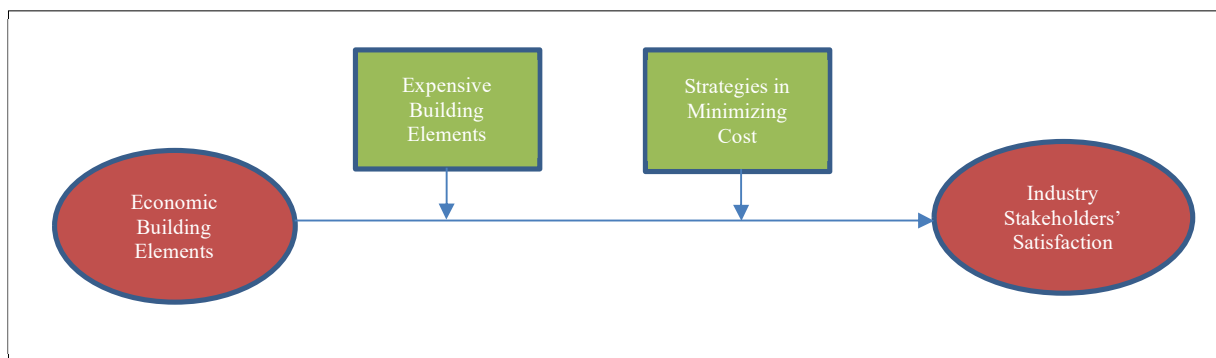 Expensive
Building
Elements
Strategies in
Minimizing
Cost
Economic
Building
Elements
Industry
Stakeholders’
Satisfaction